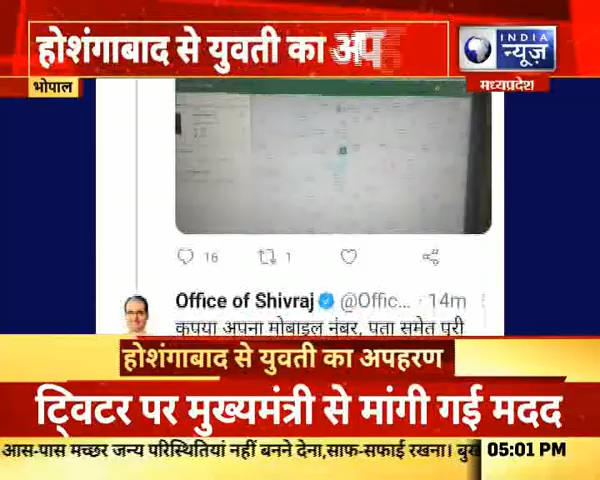 होशंगाबाद से युवती का अप
INDIA
न्यूज़
भोपाल
मध्यप्रदेश
16
1
Office of Shivraj @Offic... · 14m
कृपया अपना मोबाइल नंबर, पता समेत पूरी
होशंगाबाद से युवती का अपहरण
ट्विटर पर मुख्यमंत्री से मांगी गई मदद
आस-पास मच्छर जन्य परिस्थितियां नहीं बनने देना,साफ-सफाई रखना।
05:01 PM